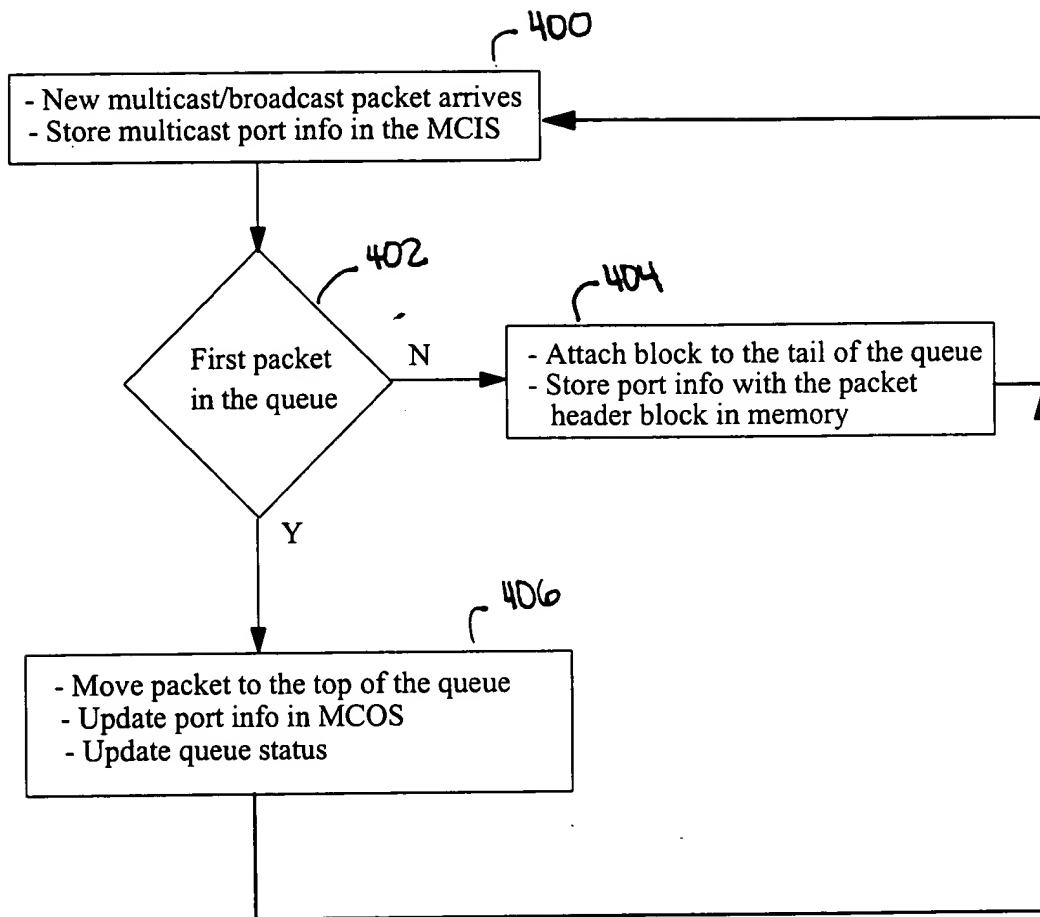 400
- New multicast/broadcast packet arrives
- Store multicast port info in the MCIS
402
First packet
in the queue
N
404
- Attach block to the tail of the queue
- Store port info with the packet
header block in memory
Y
406
- Move packet to the top of the queue
- Update port info in MCOS
- Update queue status